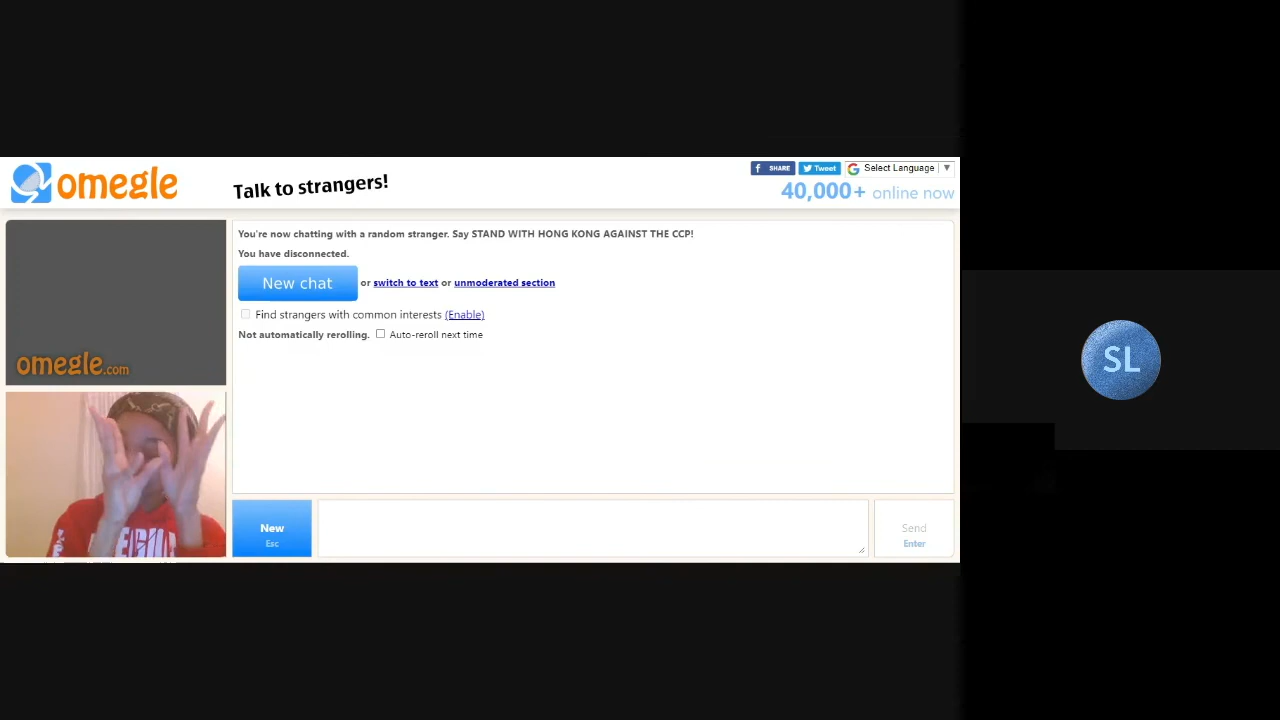 omegle
Talk to strangers!
SHARE
Tweet
Select Language
40,000+ online now
You're now chatting with a random stranger. Say STAND WITH HONG KONG AGAINST THE CCP!
You have disconnected.
New chat or switch to text or unmoderated section
Find strangers with common interests (Enable)
Not automatically rerolling. Auto-reroll next time
omegle.com
New
Esc
Send
Enter
SL